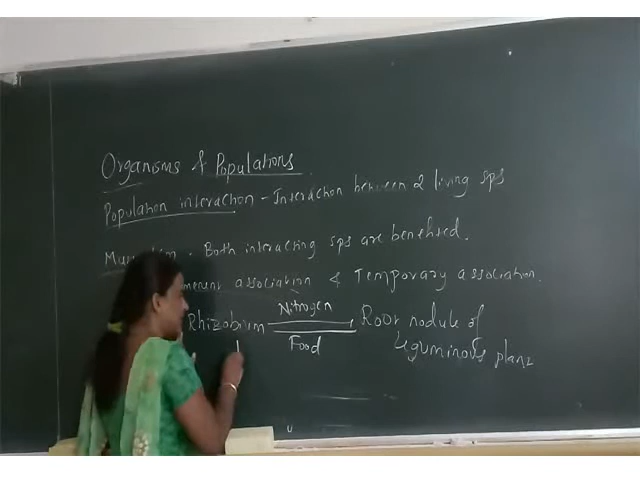 Organisms & Populations.
Population interaction - Interaction between 2 living sps
. Both interacting sps are benefited.
association & Temporary association.
Nitrogen
Rhizobium Root nodule of
Food Leguminous plant